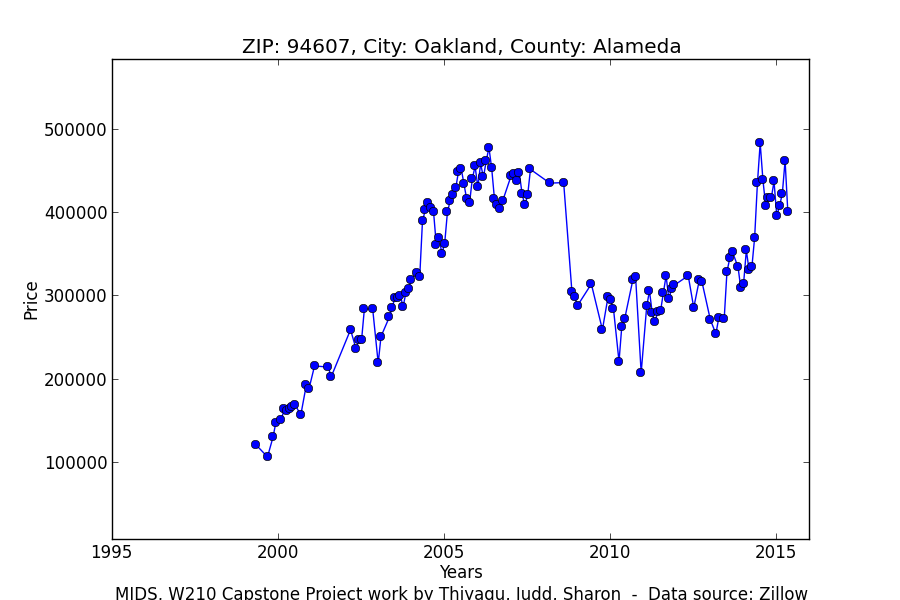 ZIP: 94607, City: Oakland, County: Alameda
500000
400000
300000
200000
100000
Price
1995 2000 2005 2010 2015
Years
MIDS, W210 Capstone Project work by Thiyagu, Judd, Sharon - Data source: Zillow